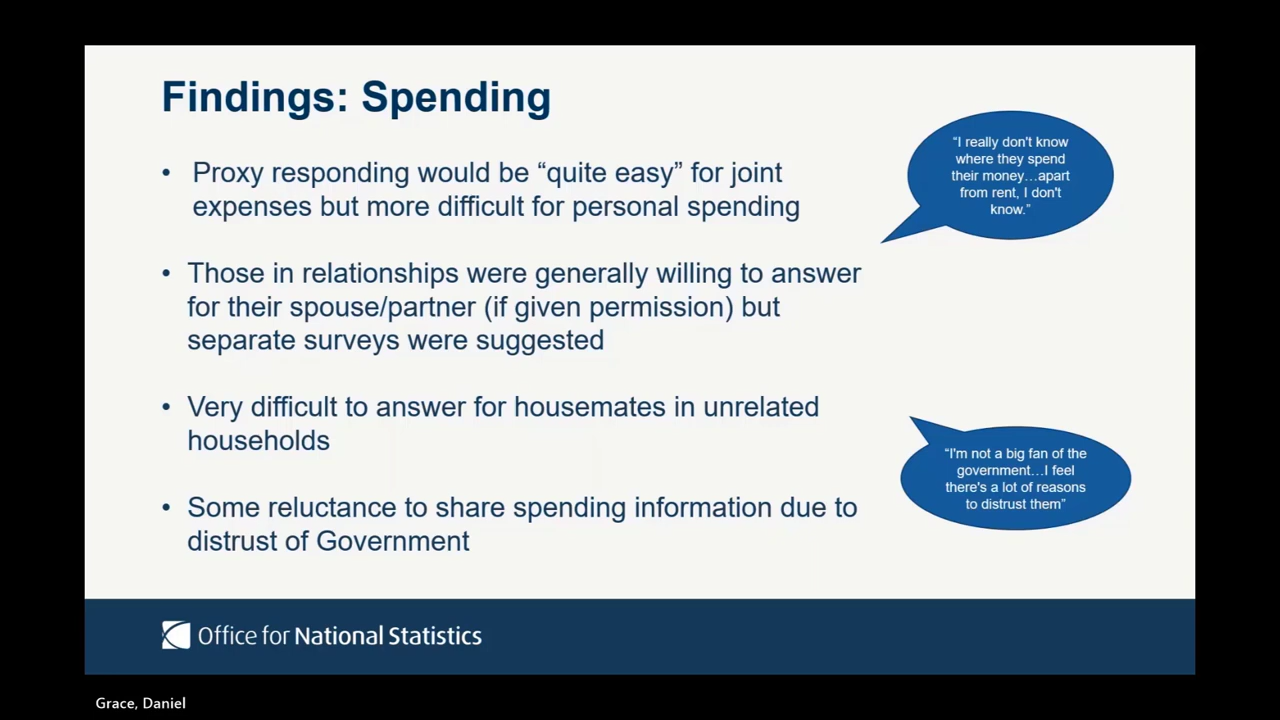 Findings: Spending
• Proxy responding would be “quite easy” for joint
expenses but more difficult for personal spending
• Those in relationships were generally willing to answer
for their spouse/partner (if given permission) but
separate surveys were suggested
• Very difficult to answer for housemates in unrelated
households
• Some reluctance to share spending information due to
distrust of Government
“I really don't know
where they spend
their money…apart
from rent, I don't
know.”
“I'm not a big fan of the
government…I feel
there's a lot of reasons
to distrust them”
Office for National Statistics
Grace, Daniel